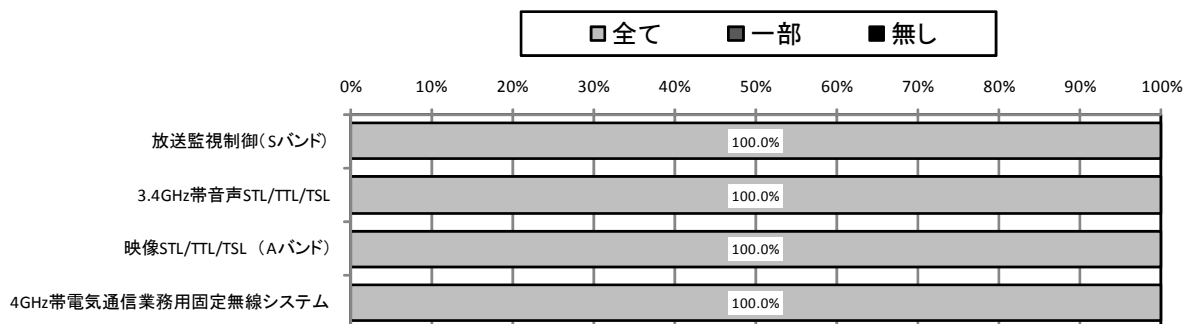 全て 一部 無し
0% 10% 20% 30% 40% 50% 60% 70% 80% 90% 100%
放送監視制御（Sバンド） 100.0%
3.4GHz帯音声STL/TTL/TSL 100.0%
映像STL/TTL/TSL （Aバンド） 100.0%
4GHz帯電気通信業務用固定無線システム 100.0%